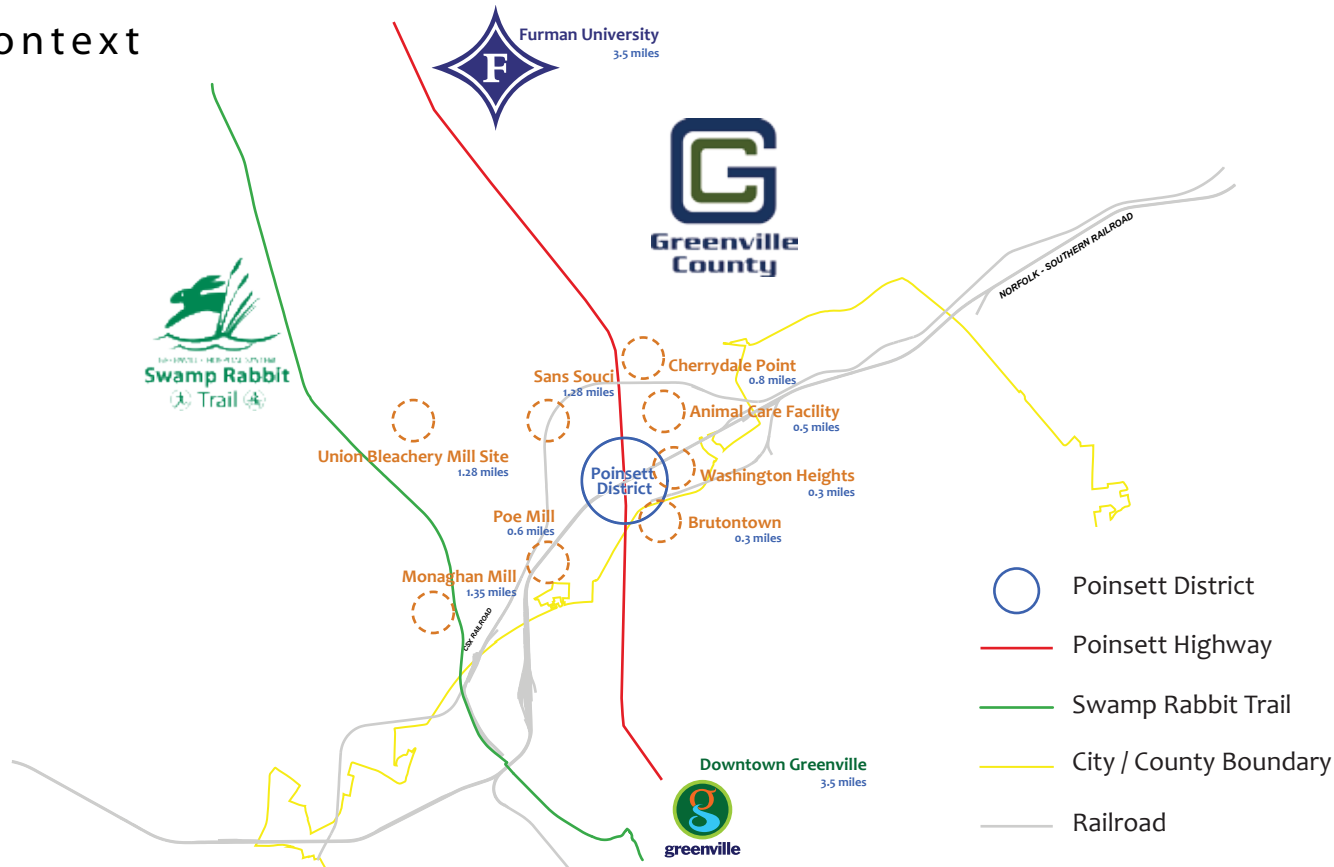 ontext
Furman University
3.5 miles
F
Greenville
County
NORFOLK - SOUTHERN RAILROAD
Swamp Rabbit
Trail
Cherrydale Point
0.8 miles
Sans Souci
1.28 miles
Animal Care Facility
0.5 miles
Union Bleachery Mill Site
1.28 miles
Poinsett
District
Washington Heights
0.3 miles
Poe Mill
0.6 miles
Brutontown
0.3 miles
Monaghan Mill
1.35 miles
CSX RAILROAD
Downtown Greenville
3.5 miles
g
greenville
Poinsett District
Poinsett Highway
Swamp Rabbit Trail
City / County Boundary
Railroad